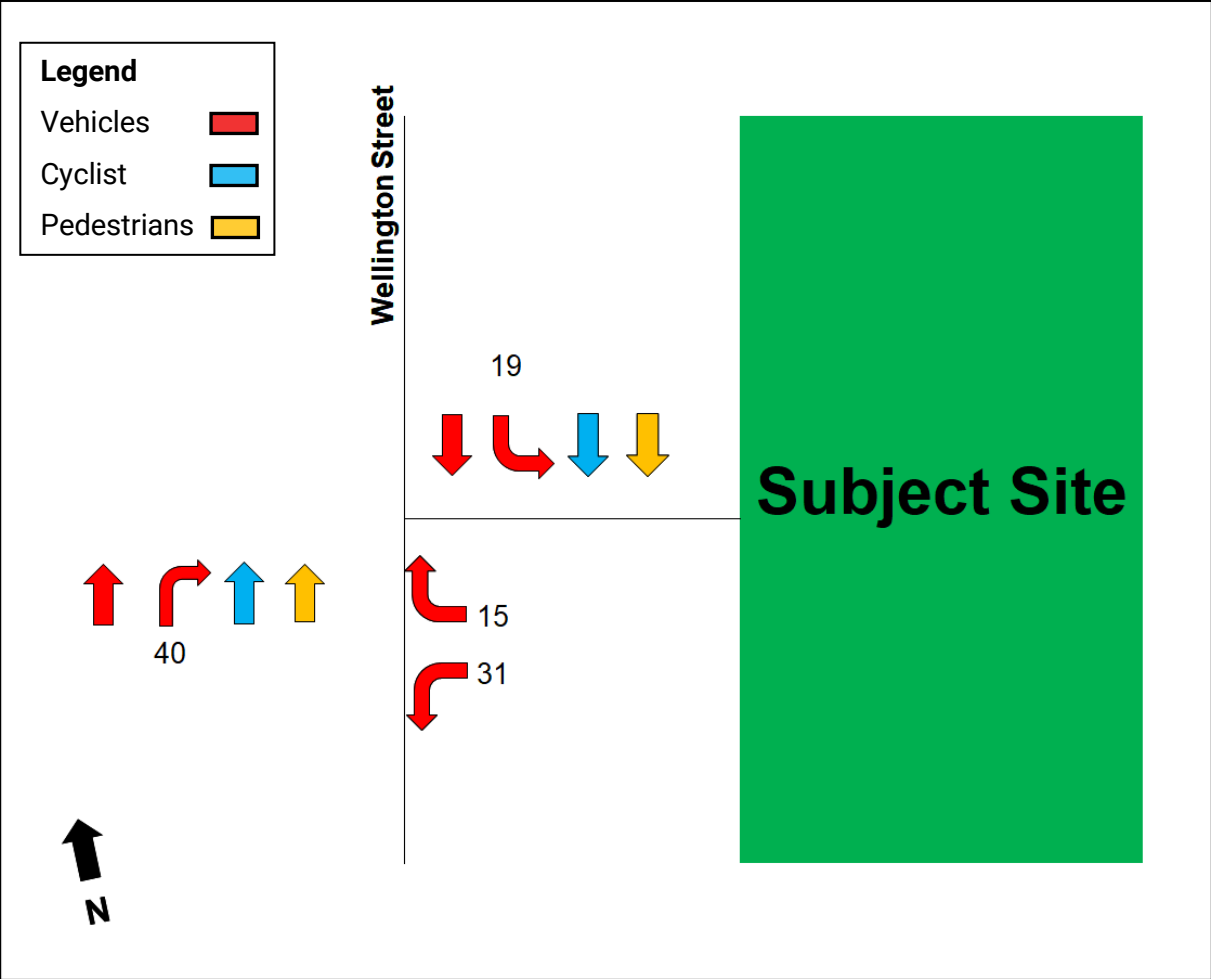 Legend
Vehicles
Cyclist
Pedestrians
Wellington Street
19
Subject Site
15
40
31
N